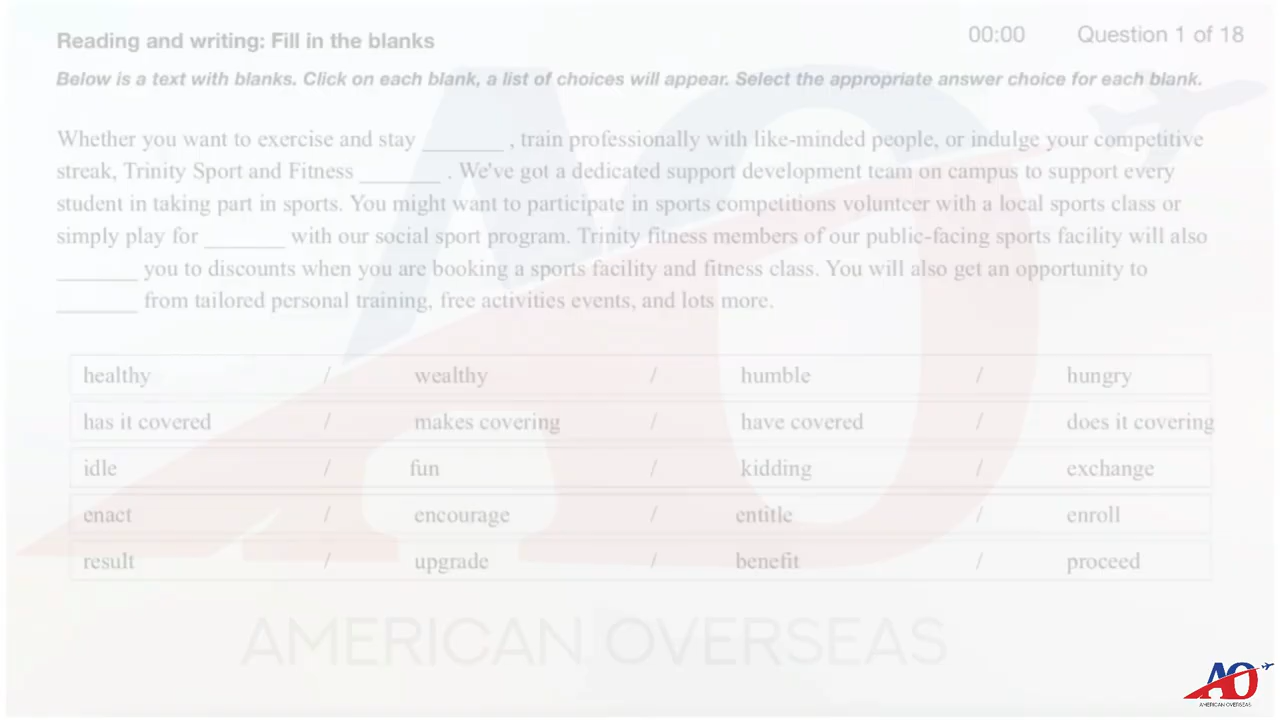 Reading and writing: Fill in the blanks
00:00 Question 1 of 18
Below is a text with blanks. Click on each blank, a list of choices will appear. Select the appropriate answer choice for each blank.
Whether you want to exercise and stay _______ , train professionally with like-minded people, or indulge your competitive
streak, Trinity Sport and Fitness _______ . We've got a dedicated support development team on campus to support every
student in taking part in sports. You might want to participate in sports competitions volunteer with a local sports class or
simply play for _______ with our social sport program. Trinity fitness members of our public-facing sports facility will also
_______ you to discounts when you are booking a sports facility and fitness class. You will also get an opportunity to
_______ from tailored personal training, free activities events, and lots more.
healthy / wealthy / humble / hungry
has it covered / makes covering / have covered / does it covering
idle / fun / kidding / exchange
enact / encourage / entitle / enroll
result / upgrade / benefit / proceed
AMERICAN OVERSEAS
AO
AMERICAN OVERSEAS